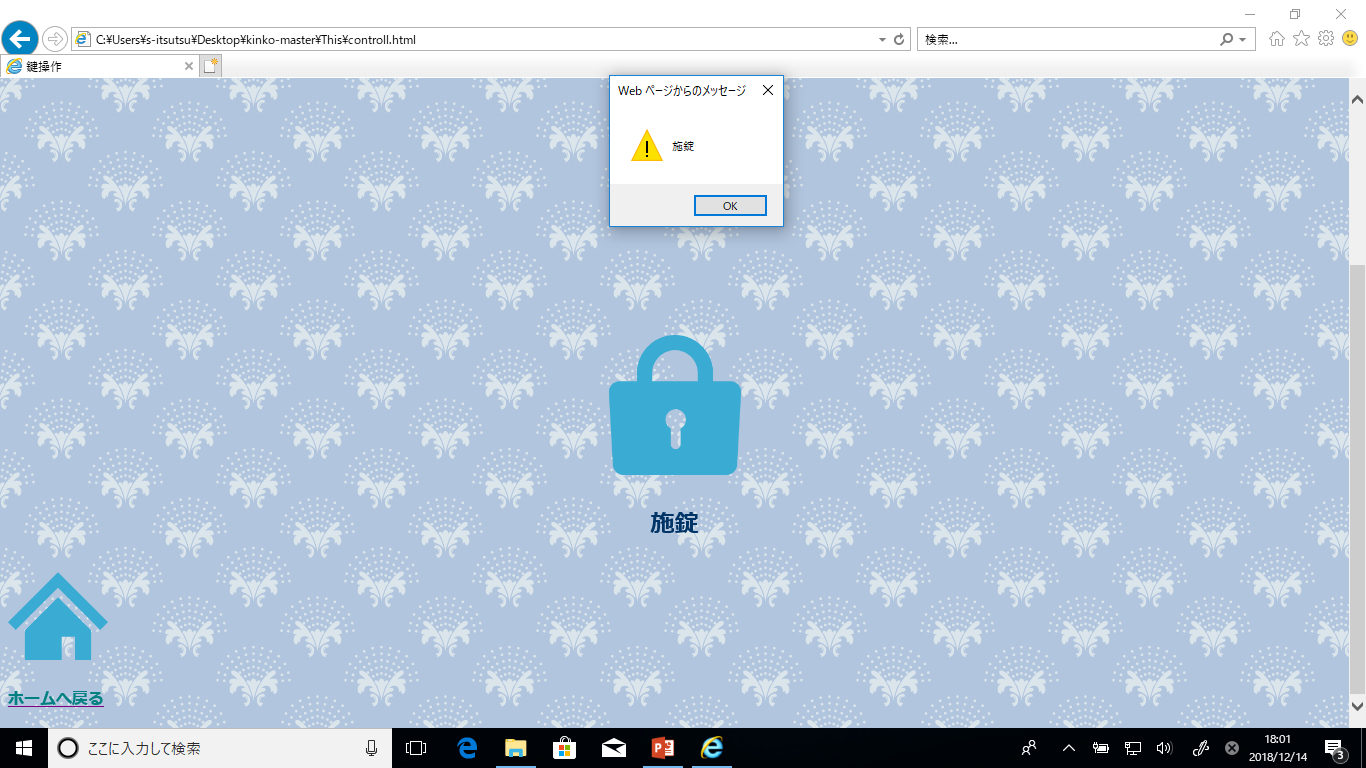 C:¥Users¥s-itsutsu¥Desktop¥kinko-master¥This¥controll.html
検索...
鍵操作
Web ページからのメッセージ
施錠
OK
施錠
ホームへ戻る
ここに入力して検索
18:01
2018/12/14
3